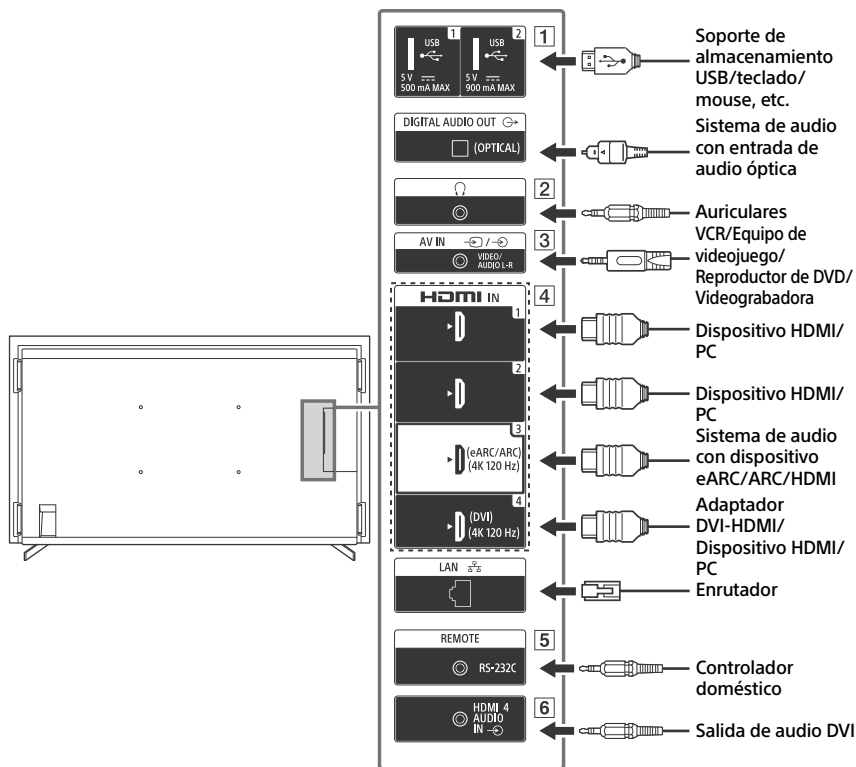 1
USB
5 V
500 mA MAX
2
USB
5 V
900 mA MAX
1
Soporte de
almacenamiento
USB/teclado/
mouse, etc.
DIGITAL AUDIO OUT
(OPTICAL)
Sistema de audio
con entrada de
audio óptica
2
Auriculares
AV IN
/
3
VIDEO/
AUDIO L-R
VCR/Equipo de
videojuego/
Reproductor de DVD/
Videograbadora
HDMI IN
4
1
Dispositivo HDMI/
PC
2
Dispositivo HDMI/
PC
3
(eARC/ARC)
(4K 120 Hz)
Sistema de audio
con dispositivo
eARC/ARC/HDMI
4
(DVI)
(4K 120 Hz)
Adaptador
DVI-HDMI/
Dispositivo HDMI/
PC
LAN
Enrutador
REMOTE
5
RS-232C
Controlador
doméstico
HDMI 4
AUDIO
IN
6
Salida de audio DVI